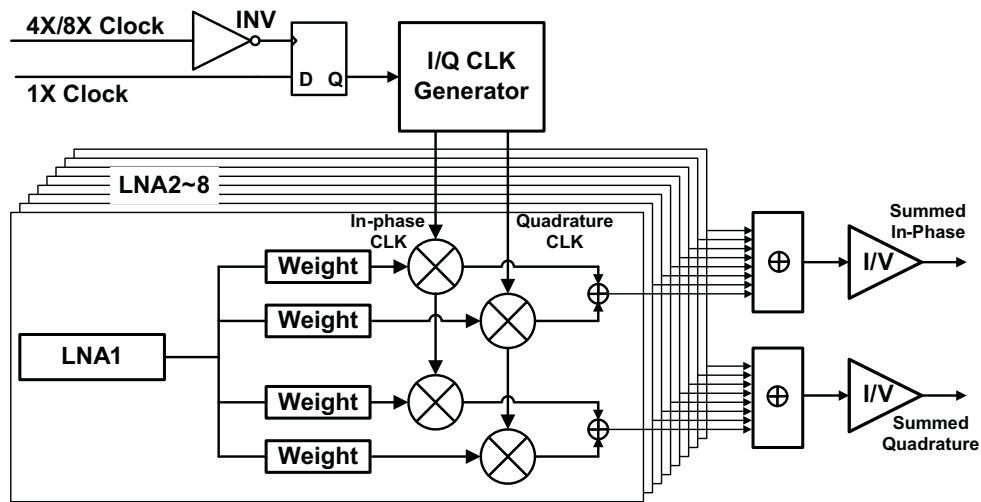 4X/8X Clock
INV
1X Clock
D Q
I/Q CLK
Generator
LNA2~8
In-phase
CLK
Quadrature
CLK
Weight
Weight
LNA1
Weight
Weight
Summed
In-Phase
I/V
I/V
Summed
Quadrature